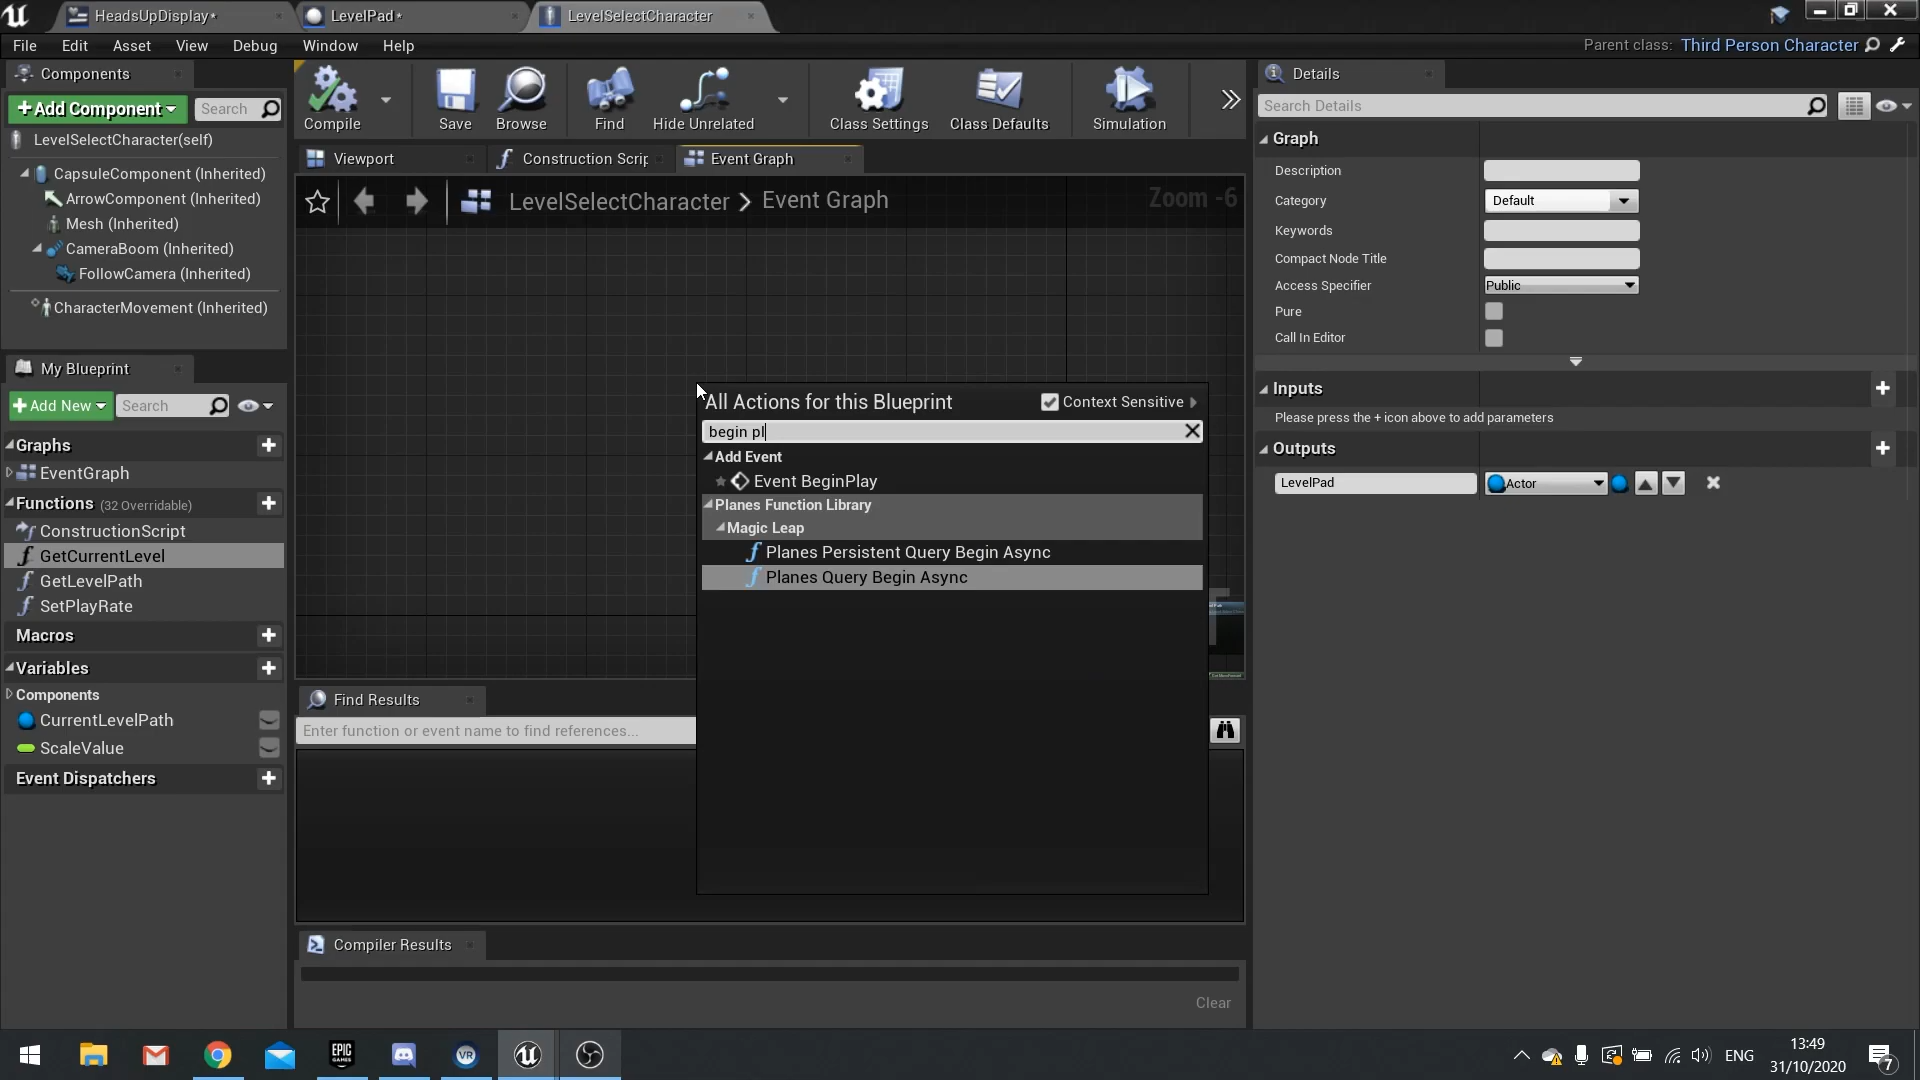 HeadsUpDisplay*
LevelPad*
LevelSelectCharacter
File Edit Asset View Debug Window Help
Parent class: Third Person Character
Components
+Add Component
Search
LevelSelectCharacter(self)
CapsuleComponent (Inherited)
ArrowComponent (Inherited)
Mesh (Inherited)
CameraBoom (Inherited)
FollowCamera (Inherited)
CharacterMovement (Inherited)
My Blueprint
+Add New
Search
Graphs
EventGraph
Functions (32 Overridable)
ConstructionScript
GetCurrentLevel
GetLevelPath
SetPlayRate
Macros
Variables
Components
CurrentLevelPath
ScaleValue
Event Dispatchers
Compile
Save
Browse
Find
Hide Unrelated
Class Settings
Class Defaults
Simulation
Viewport
Construction Scrip
Event Graph
LevelSelectCharacter > Event Graph
Zoom -6
All Actions for this Blueprint
Context Sensitive
begin pl
Add Event
Event BeginPlay
Planes Function Library
Magic Leap
Planes Persistent Query Begin Async
Planes Query Begin Async
Find Results
Enter function or event name to find references...
Compiler Results
Clear
Details
Search Details
Graph
Description
Category
Default
Keywords
Compact Node Title
Access Specifier
Public
Pure
Call In Editor
Inputs
Please press the + icon above to add parameters
Outputs
LevelPad
Actor
EPIC
GAMES
VR
ENG
13:49
31/10/2020
7